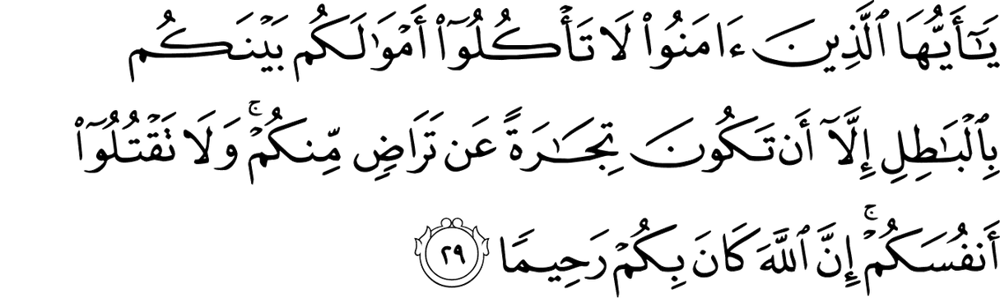 يَـٰٓأَيُّهَا ٱلَّذِينَ ءَامَنُوا۟ لَا تَأْكُلُوٓا۟ أَمْوَٰلَكُم بَيْنَكُم
بِٱلْبَـٰطِلِ إِلَّآ أَن تَكُونَ تِجَـٰرَةً عَن تَرَاضٍ مِّنكُمْ ۚ وَلَا تَقْتُلُوٓا۟
أَنفُسَكُمْ ۚ إِنَّ ٱللَّهَ كَانَ بِكُمْ رَحِيمًا ٢٩